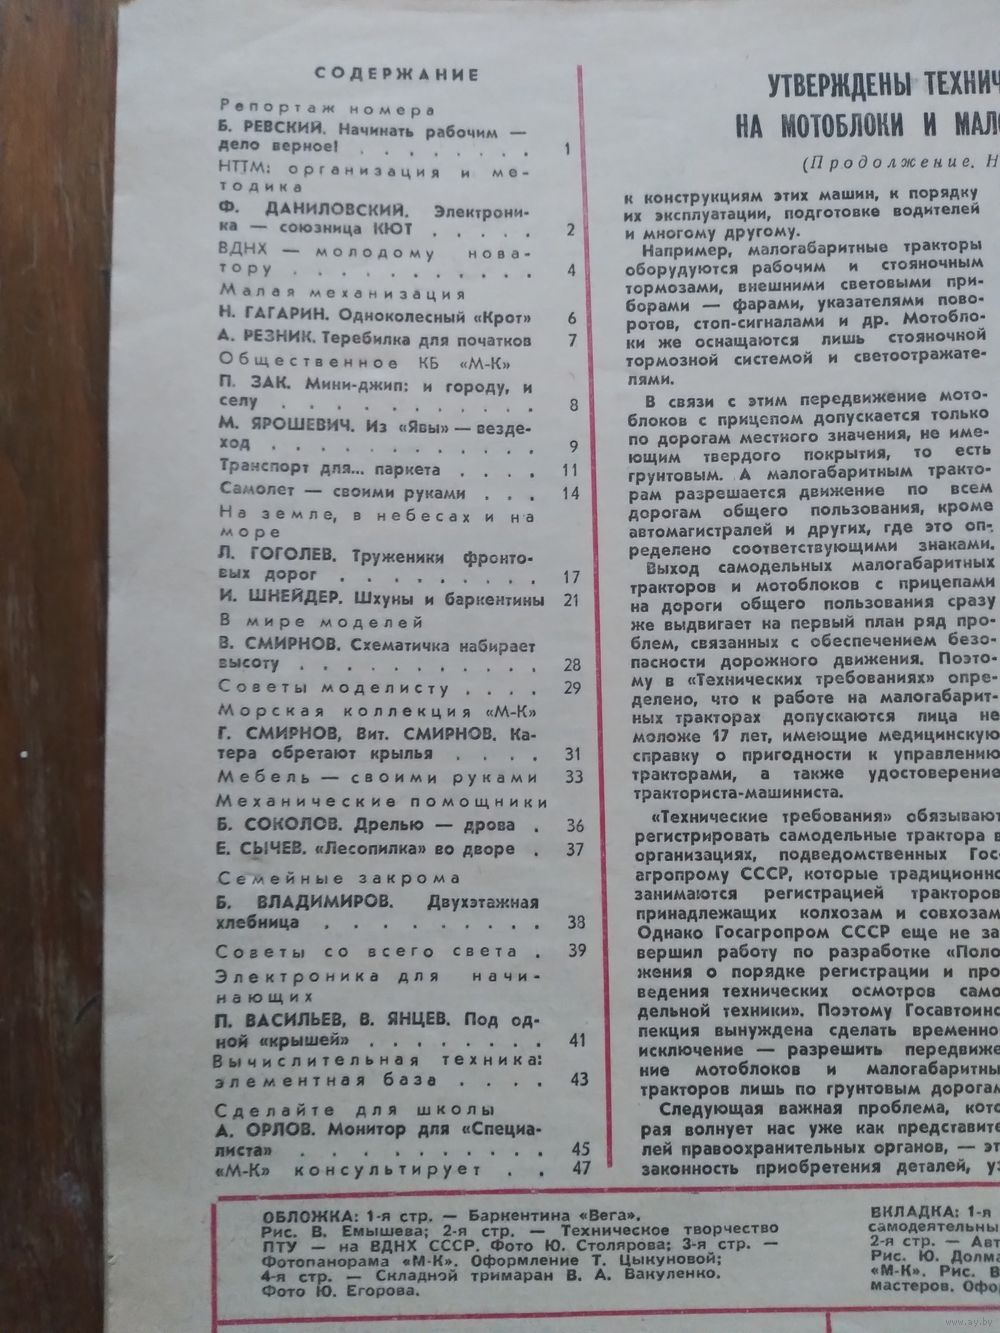 СОДЕРЖАНИЕ
Репортаж номера
Б. РЕВСКИЙ. Начинать рабочим —
дело верное! . . . . . . . . 1
НТТМ: организация и ме-
тодика
Ф. ДАНИЛОВСКИЙ. Электрони-
ка — союзница КЮТ . . . . . 2
ВДНХ — молодому нова-
тору . . . . . . . . . . . 4
Малая механизация
Н. ГАГАРИН. Одноколесный «Крот» 6
А. РЕЗНИК. Теребилка для початков 7
Общественное КБ «М-К»
П. ЗАК. Мини-джип: и городу, и
селу . . . . . . . . . . . 8
М. ЯРОШЕВИЧ. Из «Явы» — везде-
ход . . . . . . . . . . . 9
Транспорт для... паркета . . . . 11
Самолет — своими руками . . . 14
На земле, в небесах и на
море
Л. ГОГОЛЕВ. Труженики фронто-
вых дорог . . . . . . . . . 17
И. ШНЕЙДЕР. Шхуны и баркентины 21
В мире моделей
В. СМИРНОВ. Схематичка набирает
высоту . . . . . . . . . . . 28
Советы моделисту . . . . 29
Морская коллекция «М-К»
Г. СМИРНОВ, Вит. СМИРНОВ. Ка-
тера обретают крылья . . . . 31
Мебель — своими руками 33
Механические помощники
Б. СОКОЛОВ. Дрелью — дрова . 36
Е. СЫЧЕВ. «Лесопилка» во дворе . 37
Семейные закрома
Б. ВЛАДИМИРОВ. Двухэтажная
хлебница . . . . . . . . . 38
Советы со всего света . 39
Электроника для начи-
нающих
П. ВАСИЛЬЕВ, В. ЯНЦЕВ. Под од-
ной «крышей» . . . . . . . . 41
Вычислительная техника:
элементная база . . . . 43
Сделайте для школы
А. ОРЛОВ. Монитор для «Специа-
листа» . . . . . . . . . . 45
«М-К» консультирует . . 47
УТВЕРЖДЕНЫ ТЕХНИЧ
НА МОТОБЛОКИ И МАЛО
(Продолжение. Н
к конструкциям этих машин, к порядку
их эксплуатации, подготовке водителей
и многому другому.
Например, малогабаритные тракторы
оборудуются рабочим и стояночным
тормозами, внешними световыми при-
борами — фарами, указателями пово-
ротов, стоп-сигналами и др. Мотобло-
ки же оснащаются лишь стояночной
тормозной системой и светоотражате-
лями.
В связи с этим передвижение мото-
блоков с прицепом допускается только
по дорогам местного значения, не име-
ющим твердого покрытия, то есть
грунтовым. А малогабаритным тракто-
рам разрешается движение по всем
дорогам общего пользования, кроме
автомагистралей и других, где это оп-
ределено соответствующими знаками.
Выход самодельных малогабаритных
тракторов и мотоблоков с прицепами
на дороги общего пользования сразу
же выдвигает на первый план ряд про-
блем, связанных с обеспечением безо-
пасности дорожного движения. Поэто-
му в «Технических требованиях» опре-
делено, что к работе на малогабарит-
ных тракторах допускаются лица не
моложе 17 лет, имеющие медицинскую
справку о пригодности к управлению
тракторами, а также удостоверение
тракториста-машиниста.
«Технические требования» обязывают
регистрировать самодельные трактора в
организациях, подведомственных Гос-
агропрому СССР, которые традиционно
занимаются регистрацией тракторов
принадлежащих колхозам и совхозам
Однако Госагропром СССР еще не за
вершил работу по разработке «Поло
жения о порядке регистрации и про
ведения технических осмотров само
дельной техники». Поэтому Госавтоинс
пекция вынуждена сделать временно
исключение — разрешить передвиже
ние мотоблоков и малогабаритны
тракторов лишь по грунтовым дорогам
Следующая важная проблема, кото
рая волнует нас уже как представите
лей правоохранительных органов, — эт
законность приобретения деталей, уз
ОБЛОЖКА: 1-я стр. — Баркентина «Вега».
Рис. В. Емышева; 2-я стр. — Техническое творчество
ПТУ — на ВДНХ СССР. Фото Ю. Столярова; 3-я стр. —
Фотопанорама «М-К». Оформление Т. Цыкуновой;
4-я стр. — Складной тримаран В. А. Вакуленко.
Фото Ю. Егорова.
ВКЛАДКА: 1-я
самодеятельны
2-я стр. — Авт
Рис. Ю. Долма
«М-К». Рис. В
мастеров. Офор
www.ay.by